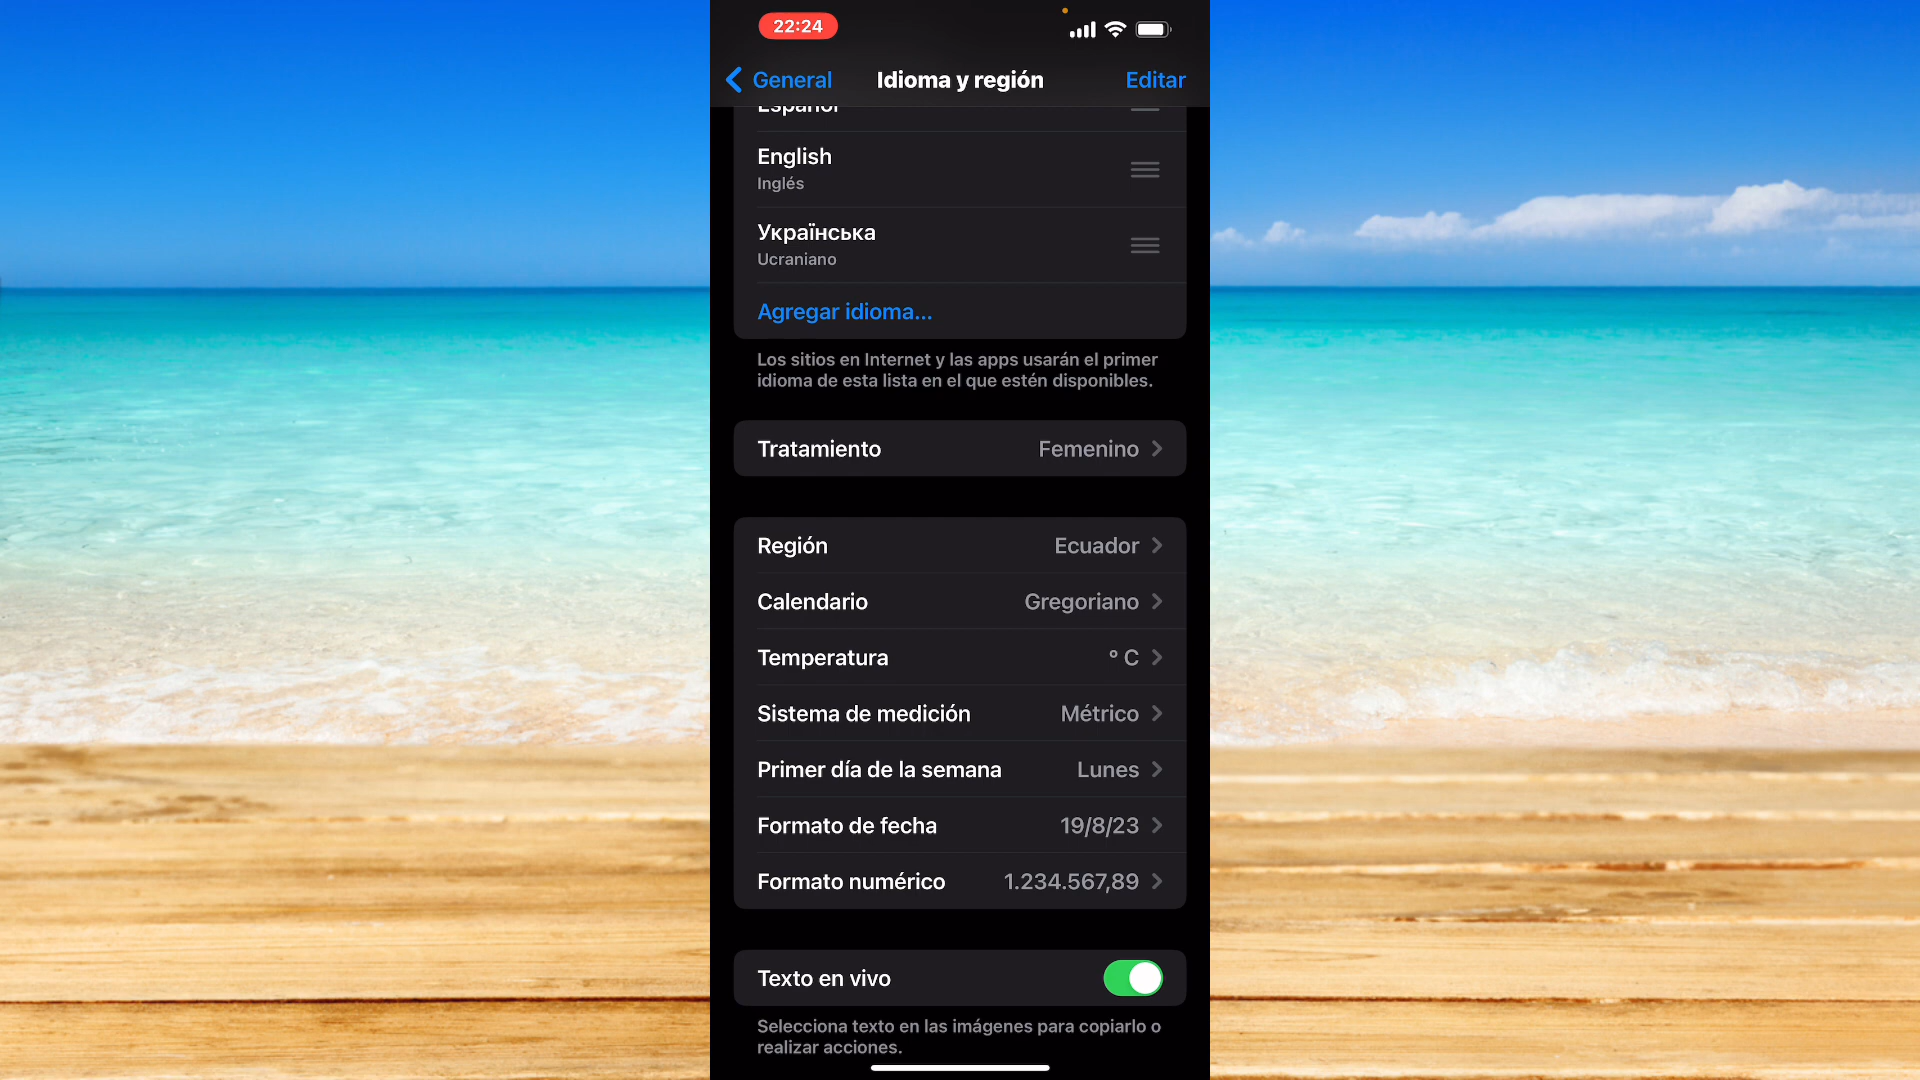 22:24
General
Idioma y región
Editar
Español
English
Inglés
Українська
Ucraniano
Agregar idioma...
Los sitios en Internet y las apps usarán el primer
idioma de esta lista en el que estén disponibles.
Tratamiento
Femenino
Región
Ecuador
Calendario
Gregoriano
Temperatura
° C
Sistema de medición
Métrico
Primer día de la semana
Lunes
Formato de fecha
19/8/23
Formato numérico
1.234.567,89
Texto en vivo
Selecciona texto en las imágenes para copiarlo o
realizar acciones.